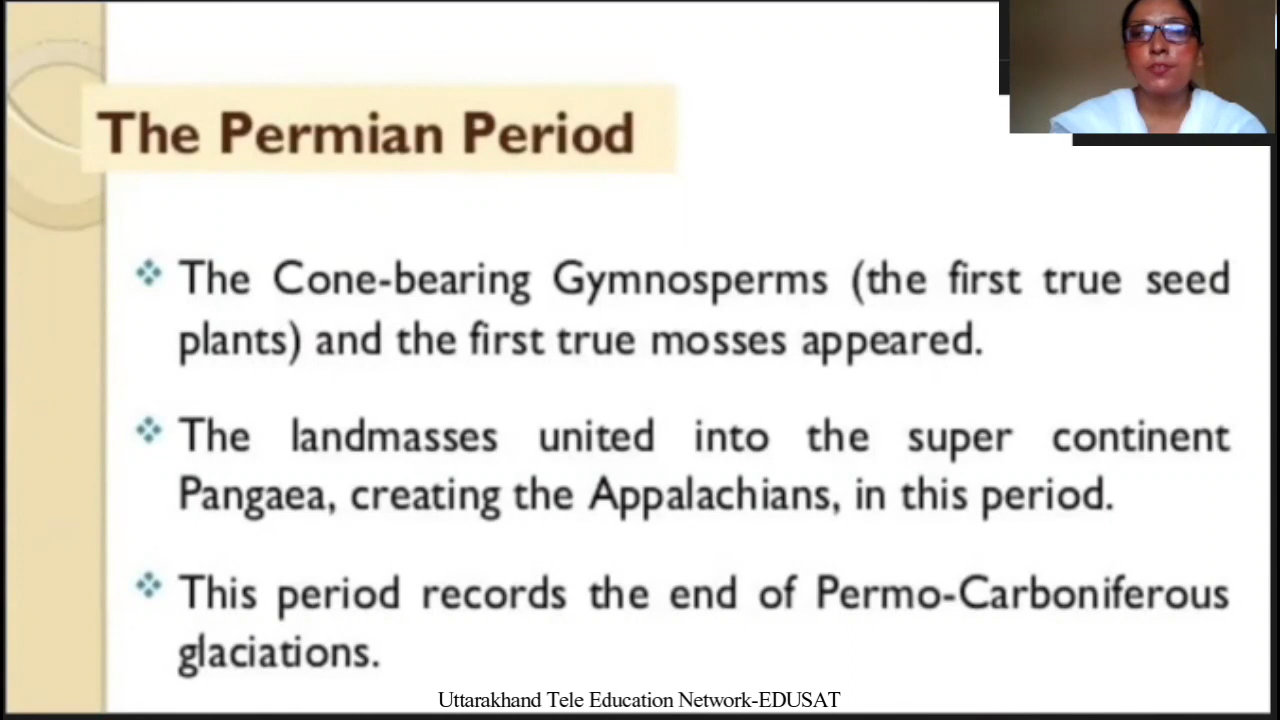 The Permian Period
The Cone-bearing Gymnosperms (the first true seed
plants) and the first true mosses appeared.
The landmasses united into the super continent
Pangaea, creating the Appalachians, in this period.
This period records the end of Permo-Carboniferous
glaciations.
Uttarakhand Tele Education Network-EDUSAT